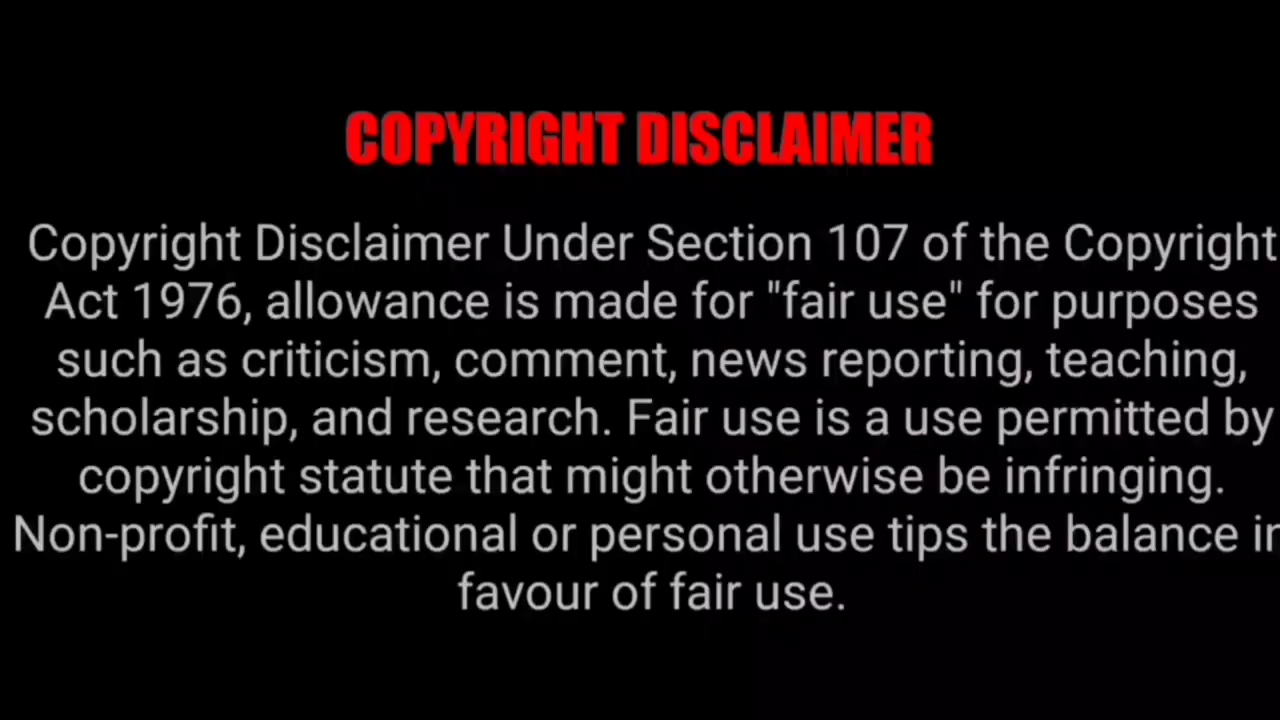 COPYRIGHT DISCLAIMER
Copyright Disclaimer Under Section 107 of the Copyright
Act 1976, allowance is made for "fair use" for purposes
such as criticism, comment, news reporting, teaching,
scholarship, and research. Fair use is a use permitted by
copyright statute that might otherwise be infringing.
Non-profit, educational or personal use tips the balance in
favour of fair use.